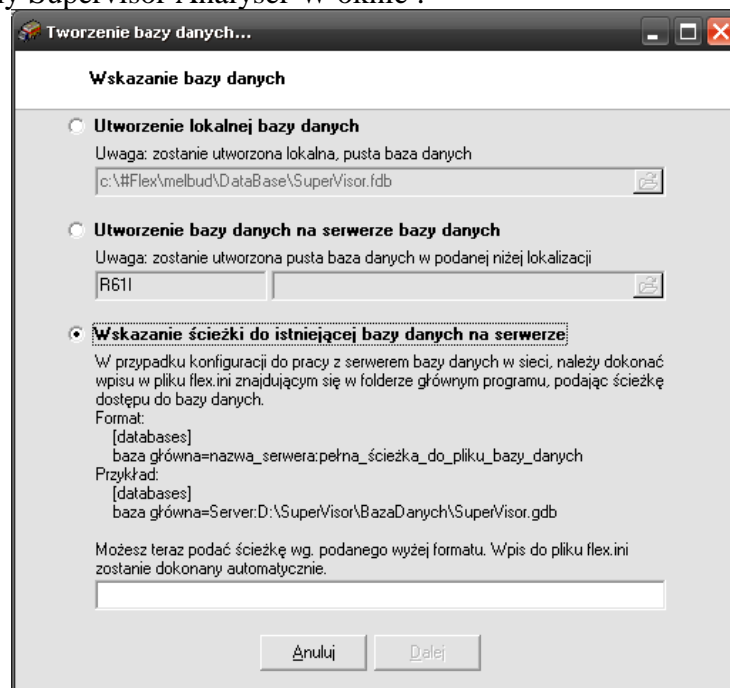 Supervisor Analyser W oknie :
Tworzenie bazy danych...
Wskazanie bazy danych
Utworzenie lokalnej bazy danych
Uwaga: zostanie utworzona lokalna, pusta baza danych
c:\#Flex\melbud\DataBase\SuperVisor.fdb
Utworzenie bazy danych na serwerze bazy danych
Uwaga: zostanie utworzona pusta baza danych w podanej niżej lokalizacji
R61I
Wskazanie ścieżki do istniejącej bazy danych na serwerze
W przypadku konfiguracji do pracy z serwerem bazy danych w sieci, należy dokonać
wpisu w pliku flex.ini znajdującym się w folderze głównym programu, podając ścieżkę
dostępu do bazy danych.
Format:
[databases]
baza główna=nazwa_serwera:pełna_ścieżka_do_pliku_bazy_danych
Przykład:
[databases]
baza główna=Server:D:\SuperVisor\BazaDanych\SuperVisor.gdb
Możesz teraz podać ścieżkę wg. podanego wyżej formatu. Wpis do pliku flex.ini
zostanie dokonany automatycznie.
Anuluj
Dalej